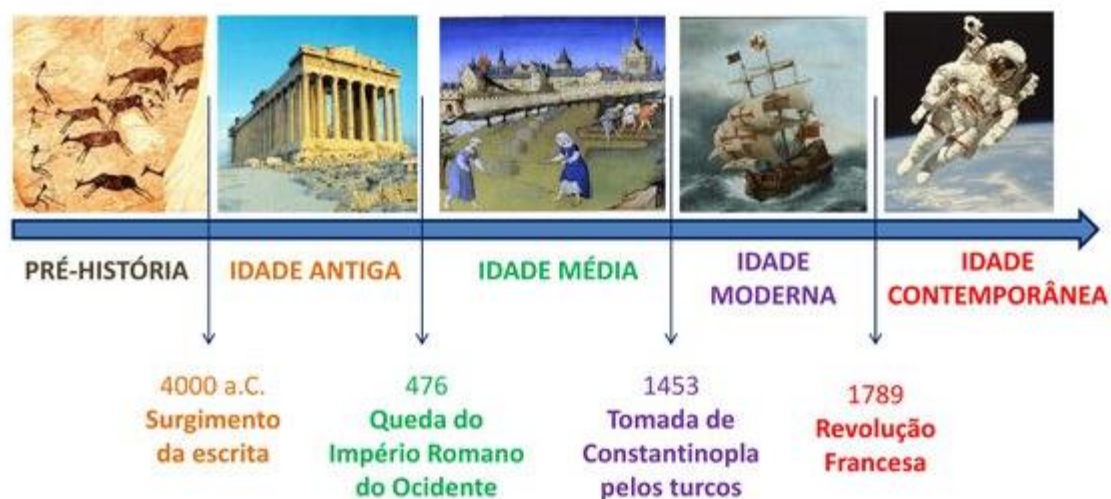 PRÉ-HISTÓRIA
IDADE ANTIGA
IDADE MÉDIA
IDADE
MODERNA
IDADE
CONTEMPORÂNEA
4000 a.C.
Surgimento
da escrita
476
Queda do
Império Romano
do Ocidente
1453
Tomada de
Constantinopla
pelos turcos
1789
Revolução
Francesa